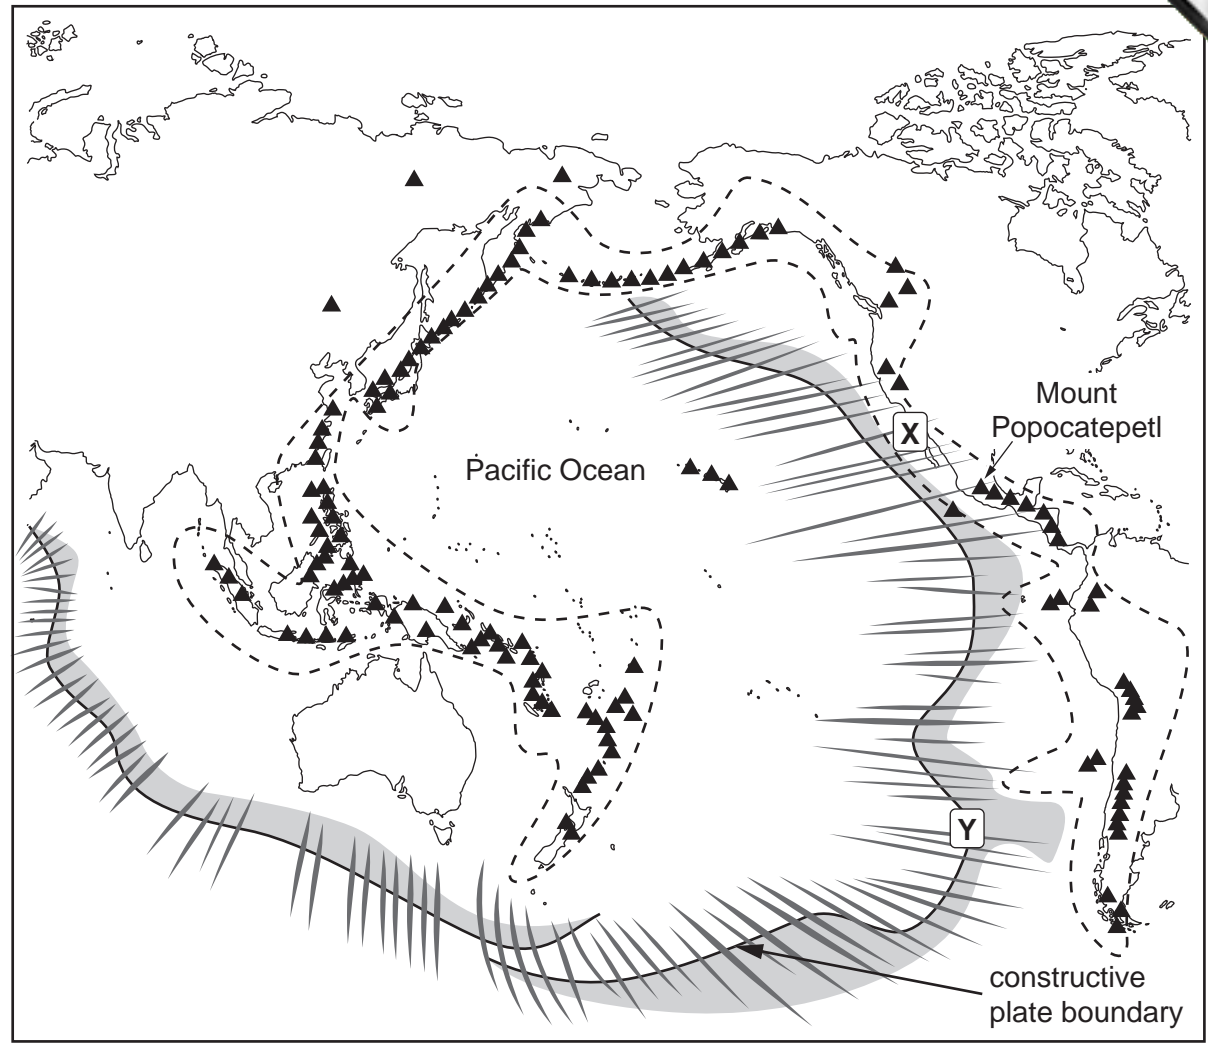 Mount
Popocatepetl
X
Pacific Ocean
Y
constructive
plate boundary